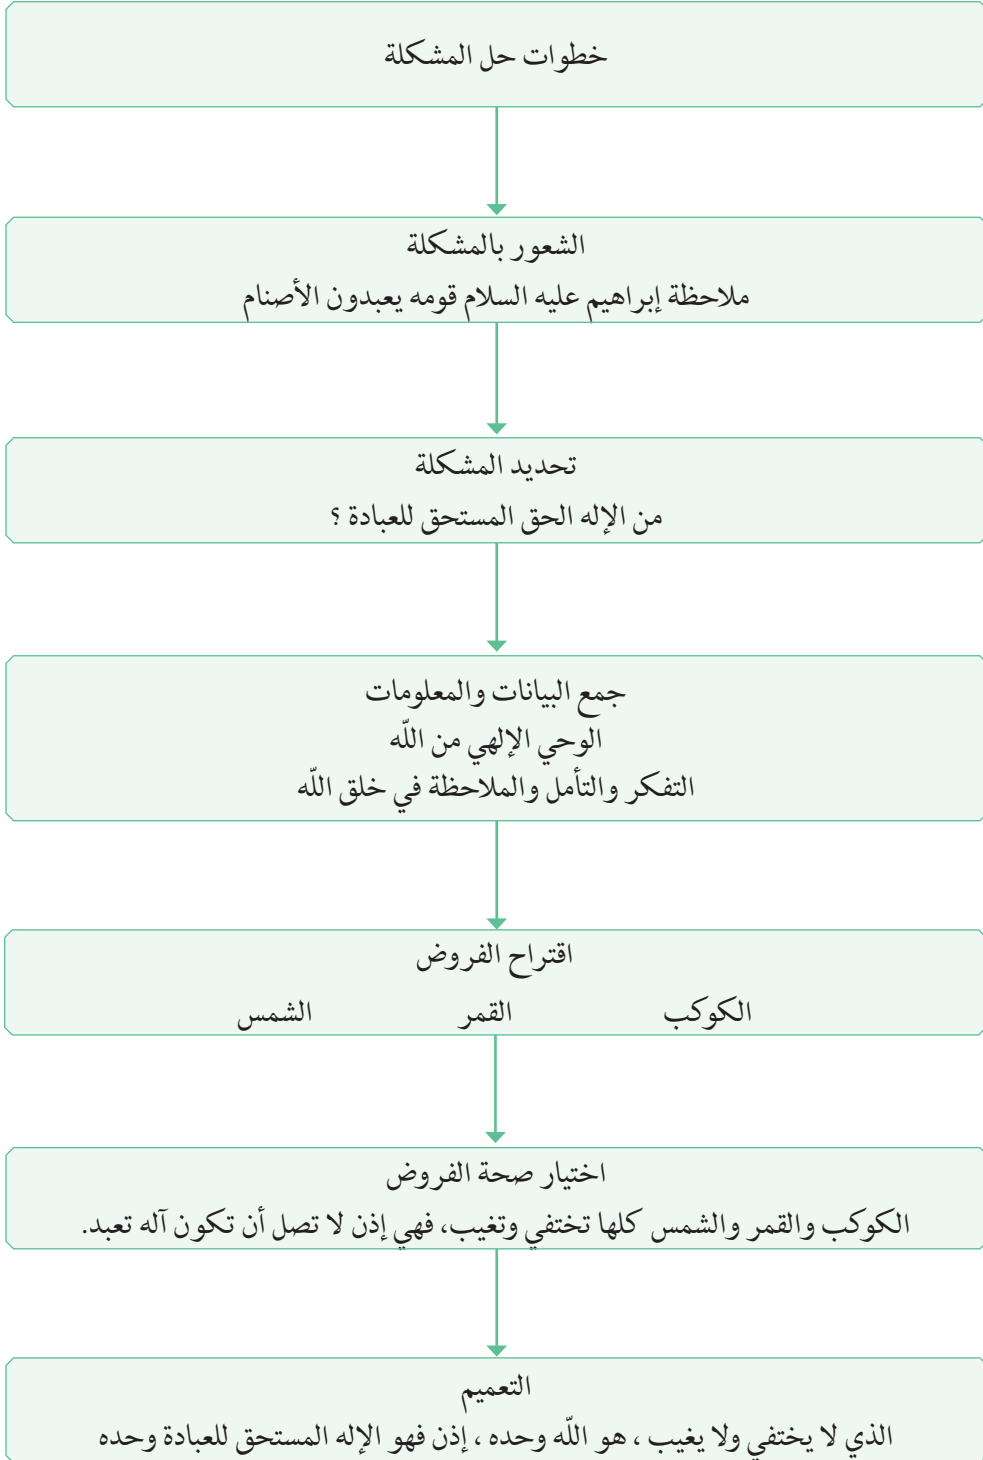 خطوات حل المشكلة
الشعور بالمشكلة
ملاحظة إبراهيم عليه السلام قومه يعبدون الأصنام
تحديد المشكلة
من الإله الحق المستحق للعبادة ؟
جمع البيانات والمعلومات
الوحي الإلهي من اللّه
التفكر والتأمل والملاحظة في خلق اللّه
اقتراح الفروض
الكوكب القمر الشمس
اختيار صحة الفروض
الكوكب والقمر والشمس كلها تختفي وتغيب، فهي إذن لا تصل أن تكون آله تعبد.
التعميم
الذي لا يختفي ولا يغيب ، هو اللّه وحده ، إذن فهو الإله المستحق للعبادة وحده